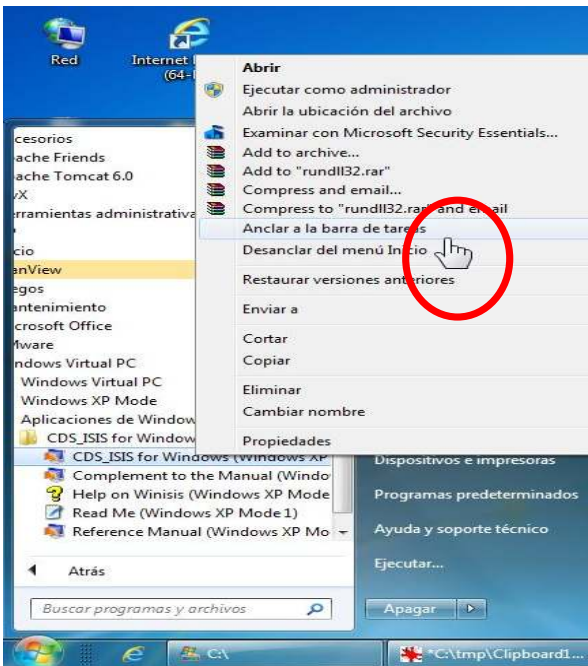 Red
Internet
(64-
Abrir
Ejecutar como administrador
Abrir la ubicación del archivo
Examinar con Microsoft Security Essentials...
Add to archive...
Add to "rundll32.rar"
Compress and email...
Compress to "rundll32.rar" and email
Anclar a la barra de tareas
Desanclar del menú Inicio
Restaurar versiones anteriores
Enviar a
Cortar
Copiar
Eliminar
Cambiar nombre
Propiedades
cesorios
ache Friends
ache Tomcat 6.0
vX
rramientas administrativa
cio
anView
egos
antenimiento
crosoft Office
ware
ndows Virtual PC
Windows Virtual PC
Windows XP Mode
Aplicaciones de Window
CDS_ISIS for Window
CDS_ISIS for Windows (Windows XP
Complement to the Manual (Windo
Help on Winisis (Windows XP Mode
Read Me (Windows XP Mode1)
Reference Manual (Windows XP Mo
Atrás
Buscar programas y archivos
Dispositivos e impresoras
Programas predeterminados
Ayuda y soporte técnico
Ejecutar...
Apagar
C:\
*C:\tmp\Clipboard1...